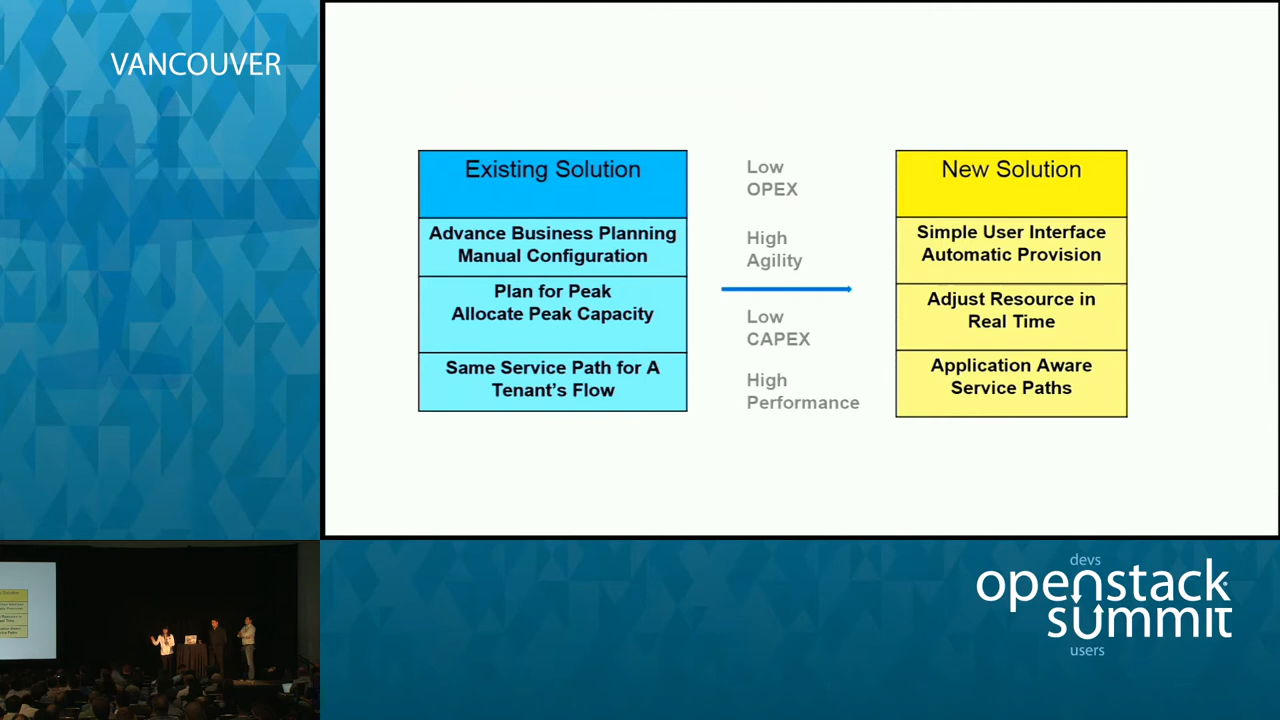 VANCOUVER
Existing Solution
Advance Business Planning
Manual Configuration
Plan for Peak
Allocate Peak Capacity
Same Service Path for A
Tenant's Flow
Low
OPEX
High
Agility
Low
CAPEX
High
Performance
New Solution
Simple User Interface
Automatic Provision
Adjust Resource in
Real Time
Application Aware
Service Paths
devs
openstack
summit
users